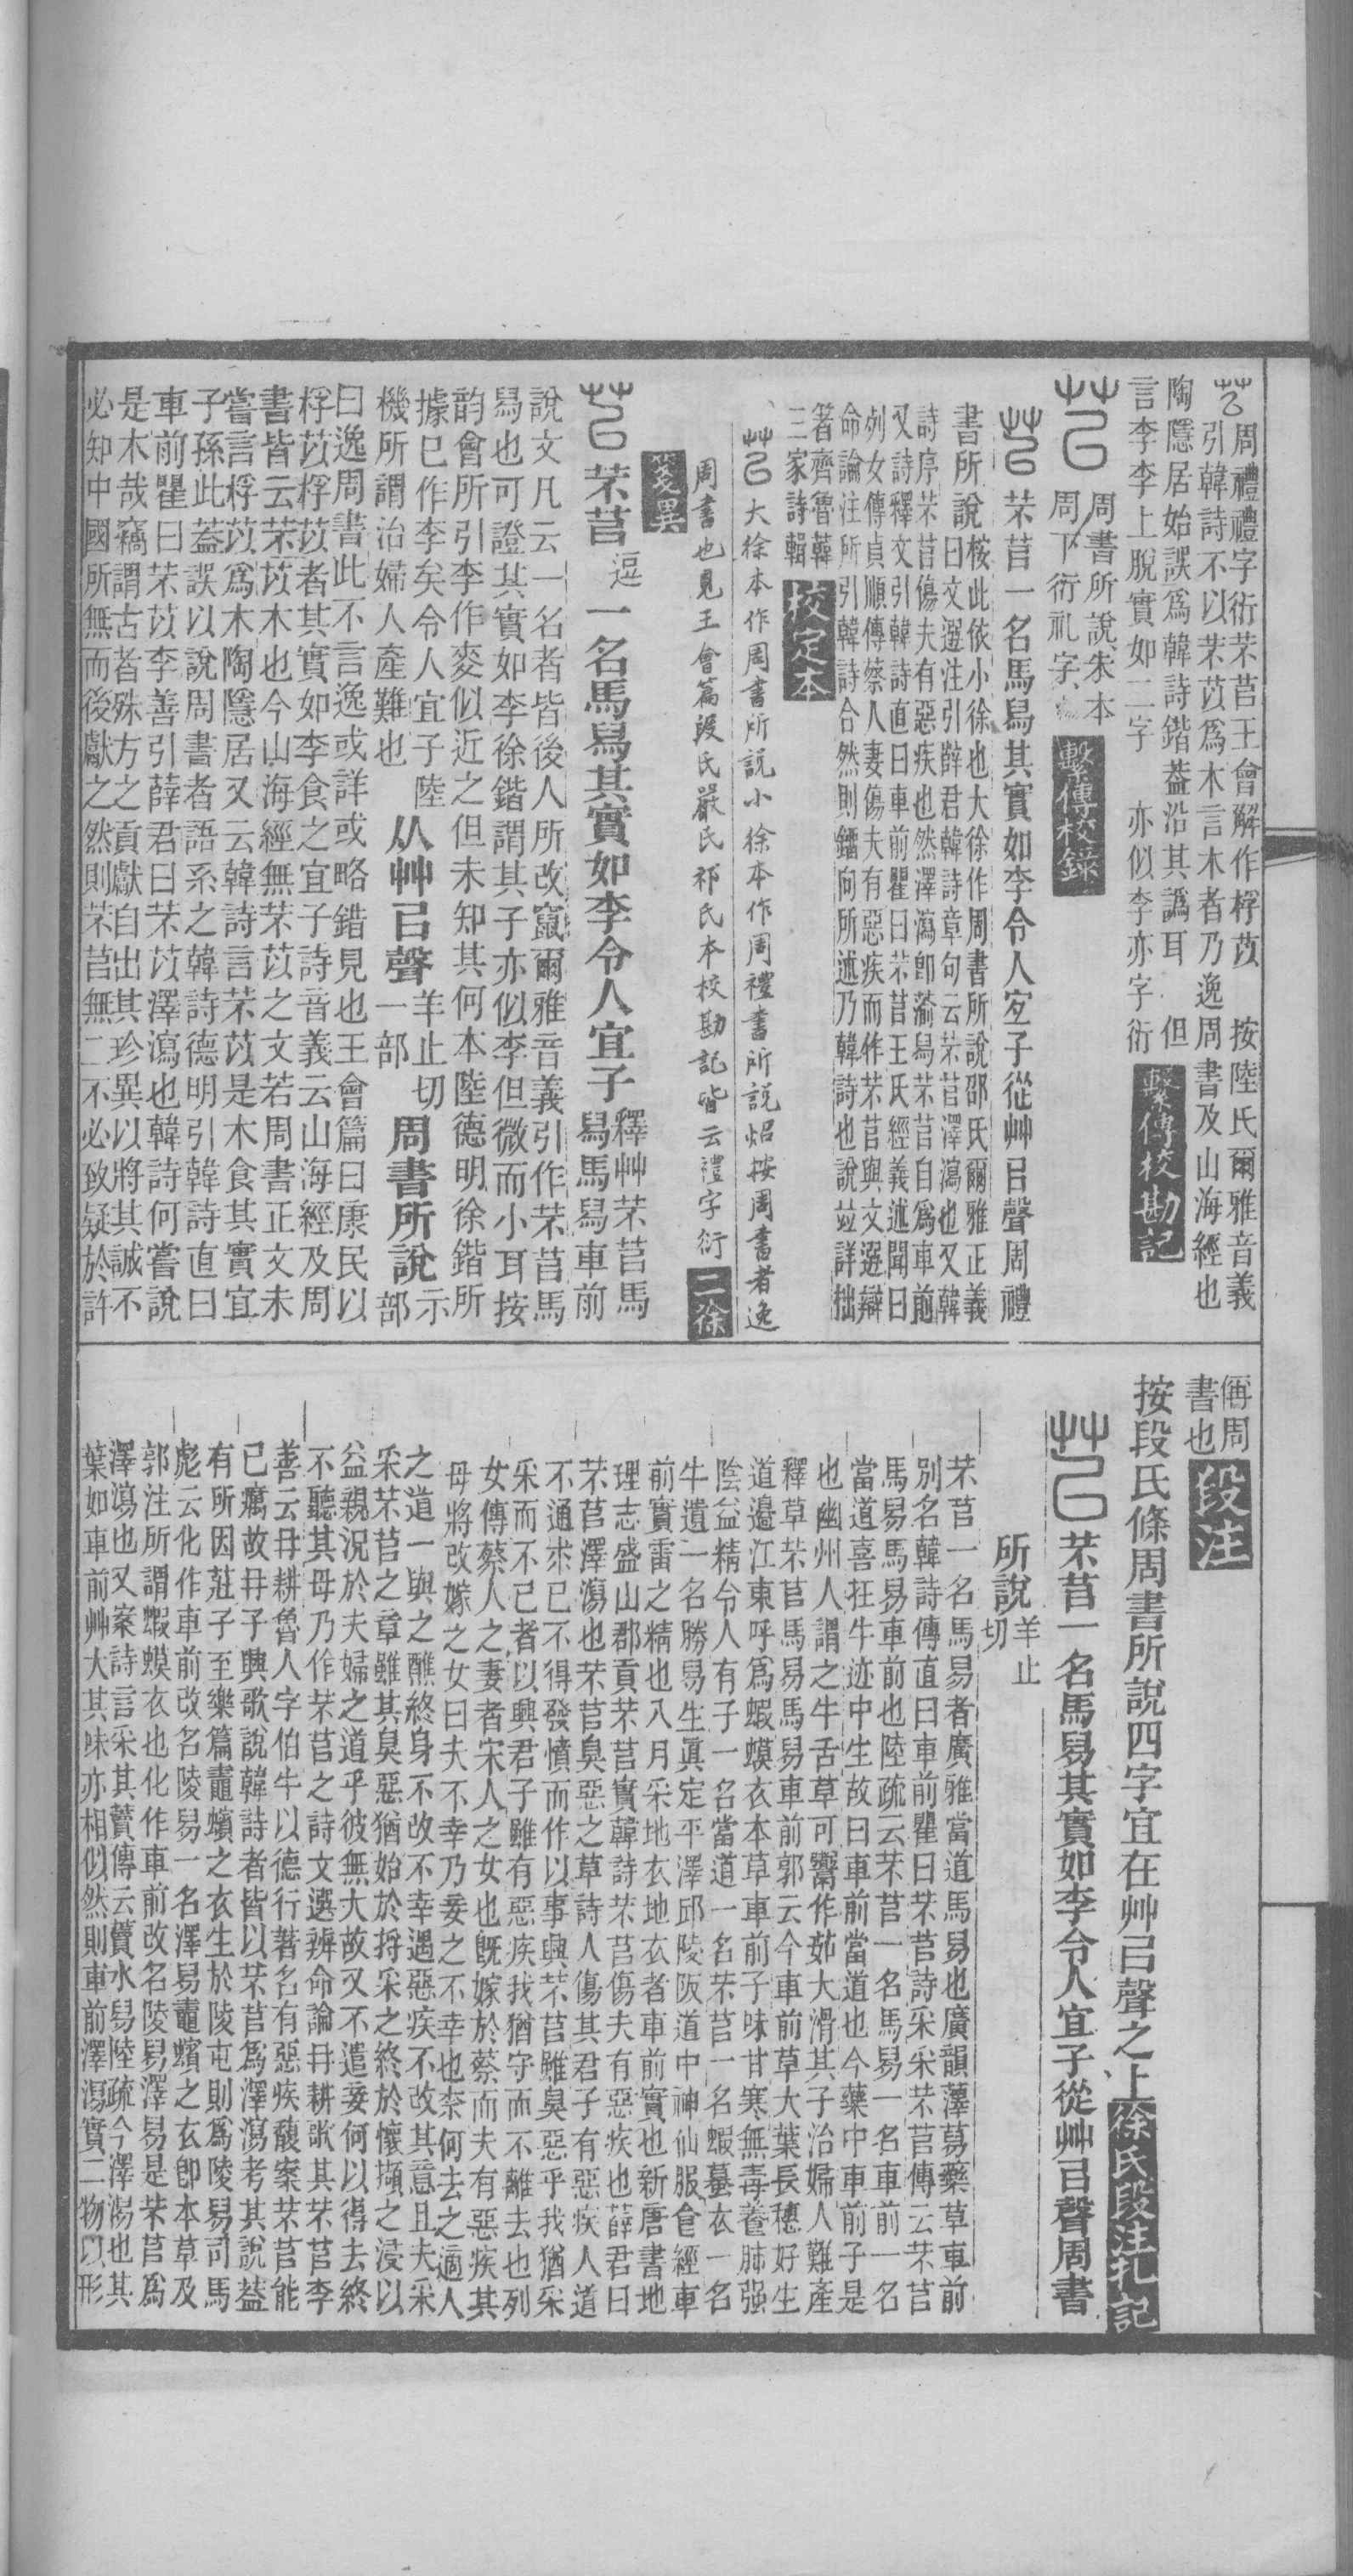 周禮禮字衍芣苢王會解作桴苡　按陸氏爾雅音義
引韓詩不以芣苡爲木言木者乃逸周書及山海經也
陶隱居始誤爲韓詩鍇葢沿其譌耳　但
言李李上脫實如二字　亦似李亦字衍
繫傳校勘記
周書所說朱本
周下衍礼字
繫傳校錄
芣苢一名馬舄其實如李令人宐子從艸㠯聲周禮
書所說桉此依小徐也大徐作周書所說邵氏爾雅正義
曰文選注引薛君韓詩章句云芣苢澤瀉也又韓
詩序芣苢傷夫有惡疾也然澤瀉卽蕍舄芣苢自爲車前
又詩釋文引韓詩直曰車前瞿曰芣苢王氏經義述聞曰
列女傳貞順傳蔡人妻傷夫有惡疾而作芣苢與文選辯
命論注所引韓詩合然則鐂向所述乃韓詩也說竝詳拙
箸齊魯韓
三家詩輯
校定本
大徐本作周書所說小徐本作周禮書所說炤按周書者逸
周書也見王會篇段氏嚴氏祁氏本校勘記皆云禮字衍
二徐
箋異
芣苢逗一名馬舄其實如李令人宜子釋艸芣苢馬
舄馬舄車前
說文凡云一名者皆後人所改竄爾雅音義引作芣苢馬
舄也可證其實如李徐鍇謂其子亦似李但微而小耳按
韵會所引李作麥似近之但未知其何本陸德明徐鍇所
據巳作李矣令人宜子陸
機所謂治婦人產難也
从艸㠯聲羊止切
一部
周書所說示部
曰逸周書此不言逸或詳或略錯見也王會篇曰康民以
桴苡桴苡者其實如李食之宜子詩音義云山海經及周
書皆云芣苡木也今山海經無芣苡之文若周書正文未
嘗言桴苡爲木陶隱居又云韓詩言芣苡是木食其實宜
子孫此葢誤以說周書者語系之韓詩德明引韓詩直曰
車前瞿曰芣苡李善引薛君曰芣苡澤瀉也韓詩何嘗說
是木哉竊謂古者殊方之貢獻自出其珍異以將其誠不
必知中國所無而後獻之然則芣苢無二不必致疑於許
偁周
書也
段注
按段氏條周書所說四字宜在艸㠯聲之上
徐氏段注札記
芣苢一名馬舄其實如李令人宜子從艸㠯聲周書
所說羊止
切
芣苢一名馬舄者廣雅當道馬舄也廣韻藫蕮藥草車前
別名韓詩傳直曰車前瞿曰芣苢詩采采芣苢傳云芣苢
馬舄馬舄車前也陸疏云芣苢一名馬舄一名車前一名
當道喜在牛迹中生故曰車前當道也今藥中車前子是
也幽州人謂之牛舌草可鬻作茹大滑其子治婦人難產
釋草芣苢馬舄馬舄車前郭云今車前草大葉長穗好生
道邉江東呼爲蝦蟆衣本草車前子味甘寒無毒養肺强
陰益精令人有子一名當道一名芣苢一名蝦蟇衣一名
牛遺一名勝舄生眞定平澤邱陵阪道中神仙服食經車
前實雷之精也八月采地衣地衣者車前實也新唐書地
理志盛山郡貢芣苢實韓詩芣苢傷夫有惡疾也薛君曰
芣苢澤瀉也芣苢臭惡之草詩人傷其君子有惡疾人道
不通求已不得發憤而作以事興芣苢雖臭惡乎我猶采
采而不已者以興君子雖有惡疾我猶守而不離去也列
女傳蔡人之妻者宋人之女也旣嫁於蔡而夫有惡疾其
母將改嫁之女曰夫不幸乃妾之不幸也柰何去之適人
之道一與之醮終身不改不幸遇惡疾不改其意且夫采
采芣苢之章雖其臭惡猶始於捋采之終於懷擷之浸以
益親況於夫婦之道乎彼無大故又不遣妾何以得去終
不聽其母乃作芣苢之詩文選辨命論冉耕歌其芣苢李
善云冉耕魯人字伯牛以德行著名有惡疾馥案芣苢能
已癘故冉子興歌說韓詩者皆以芣苢爲澤瀉考其說葢
有所因莊子至樂篇鼃蠙之衣生於陵屯則爲陵舄司馬
彪云化作車前改名陵舄一名澤舄鼃蠙之衣卽本草及
郭注所謂蝦蟆衣也化作車前改名陵舄澤舄是芣苢爲
澤瀉也又案詩言采其藚傳云藚水舄陸疏今澤瀉也其
葉如車前艸大其味亦相似然則車前澤瀉實二物以形